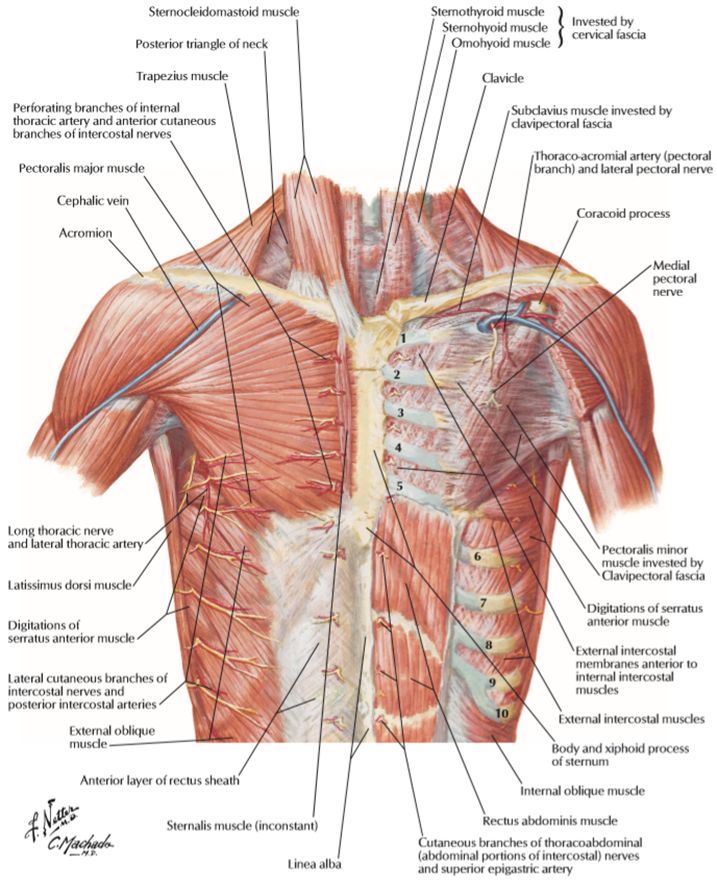 Sternocleidomastoid muscle
Posterior triangle of neck
Trapezius muscle
Perforating branches of internal
thoracic artery and anterior cutaneous
branches of intercostal nerves
Pectoralis major muscle
Cephalic vein
Acromion
Long thoracic nerve
and lateral thoracic artery
Latissimus dorsi muscle
Digitations of
serratus anterior muscle
Lateral cutaneous branches of
intercostal nerves and
posterior intercostal arteries
External oblique
muscle
Anterior layer of rectus sheath
Sternalis muscle (inconstant)
Linea alba
Sternothyroid muscle
Sternohyoid muscle
Omohyoid muscle
Invested by
cervical fascia
Clavicle
Subclavius muscle invested by
clavipectoral fascia
Thoraco-acromial artery (pectoral
branch) and lateral pectoral nerve
Coracoid process
Medial
pectoral
nerve
1
2
3
4
5
6
7
8
9
10
Pectoralis minor
muscle invested by
Clavipectoral fascia
Digitations of serratus
anterior muscle
External intercostal
membranes anterior to
internal intercostal
muscles
External intercostal muscles
Body and xiphoid process
of sternum
Internal oblique muscle
Rectus abdominis muscle
Cutaneous branches of thoracoabdominal
(abdominal portions of intercostal) nerves
and superior epigastric artery
F. Netter
M.D.
C. Machado
M.D.